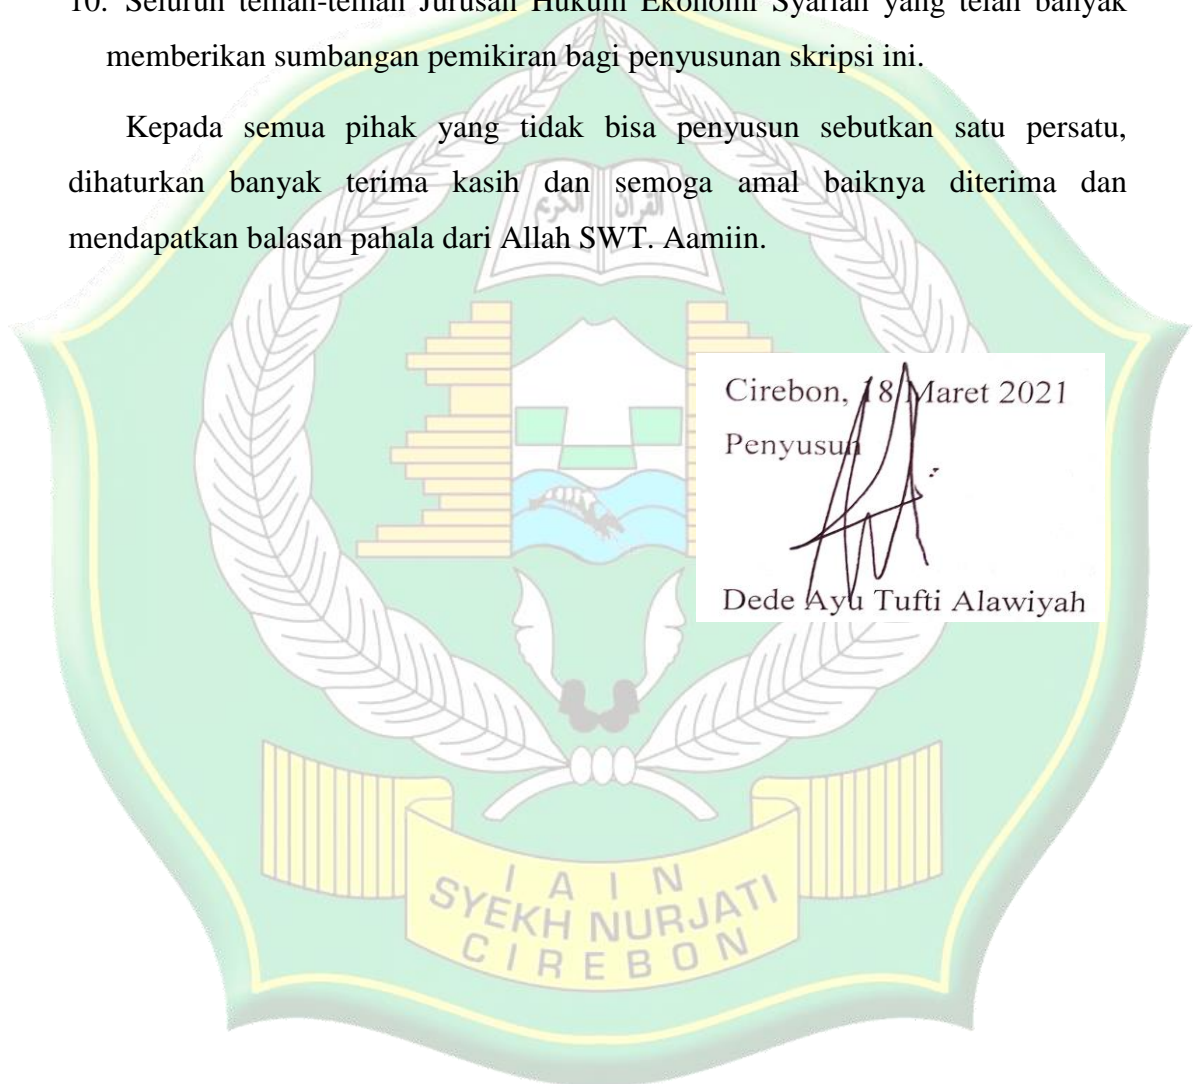 10. Seluruh teman-teman Jurusan Hukum Ekonomi Syariah yang telah banyak
memberikan sumbangan pemikiran bagi penyusunan skripsi ini.
Kepada semua pihak yang tidak bisa penyusun sebutkan satu persatu,
dihaturkan banyak terima kasih dan semoga amal baiknya diterima dan
mendapatkan balasan pahala dari Allah SWT. Aamiin.
القرآن الكريم
Cirebon, 18 Maret 2021
Penyusun
Dede Ayu Tufti Alawiyah
IAIN
SYEKH NURJATI
CIREBON